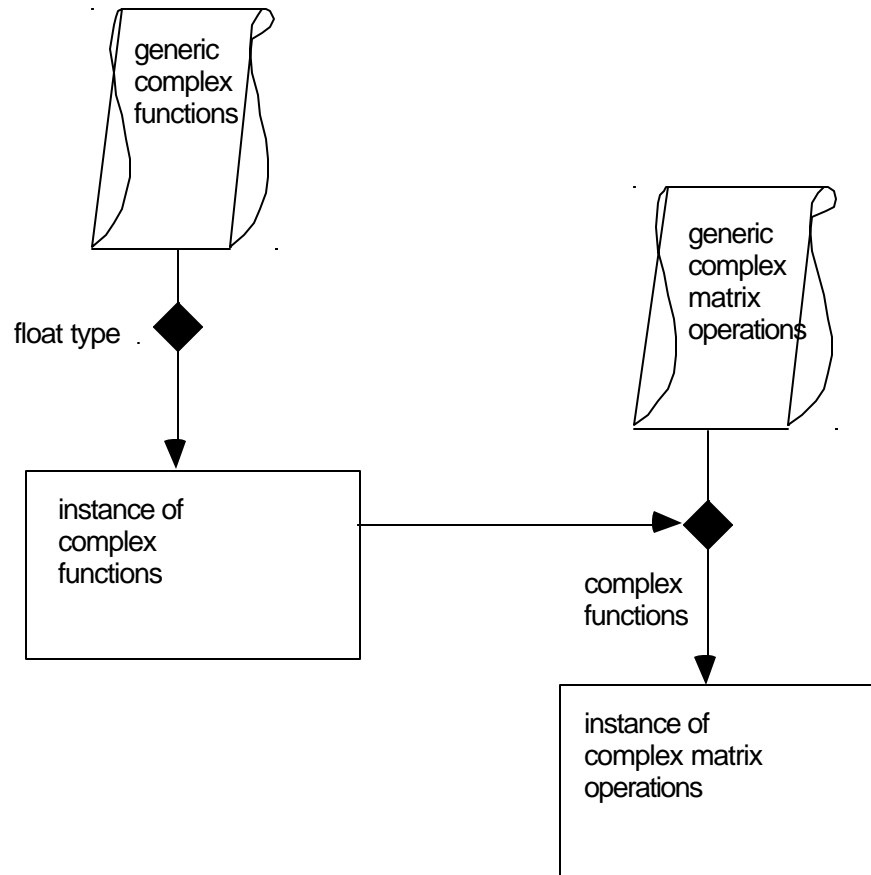 generic
complex
functions
generic
complex
matrix
operations
float type
instance of
complex
functions
complex
functions
instance of
complex matrix
operations